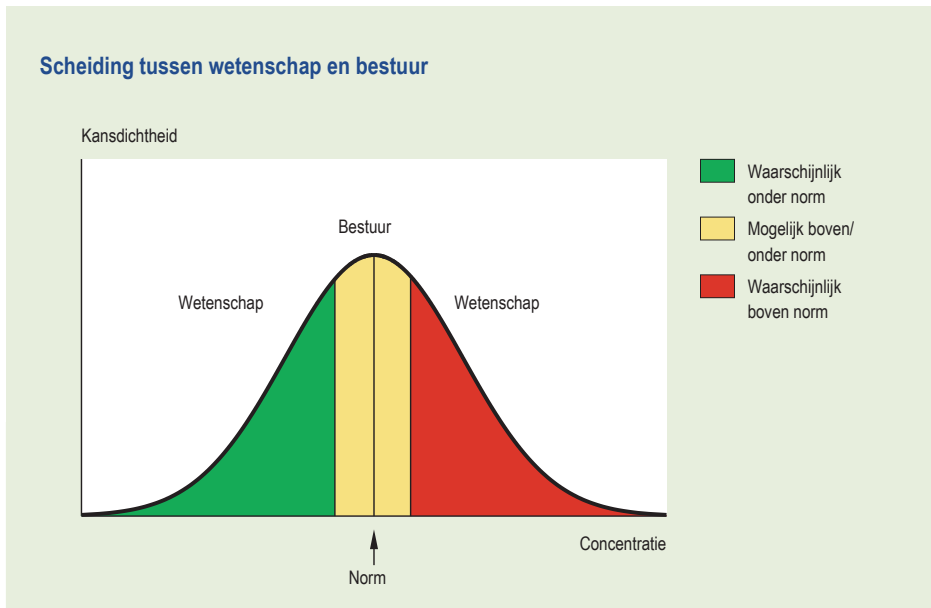 Scheiding tussen wetenschap en bestuur
Kansdichtheid
Bestuur
Wetenschap
Wetenschap
Norm
Concentratie
Waarschijnlijk
onder norm
Mogelijk boven/
onder norm
Waarschijnlijk
boven norm